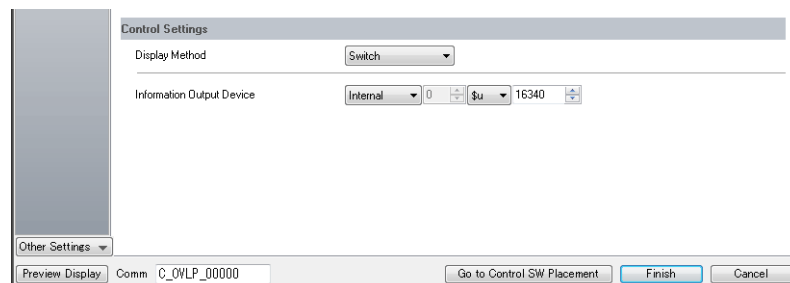 Control Settings
Display Method Switch
Information Output Device Internal 0 $u 16340
Other Settings
Preview Display Comm C_OVLP_00000 Go to Control SW Placement Finish Cancel